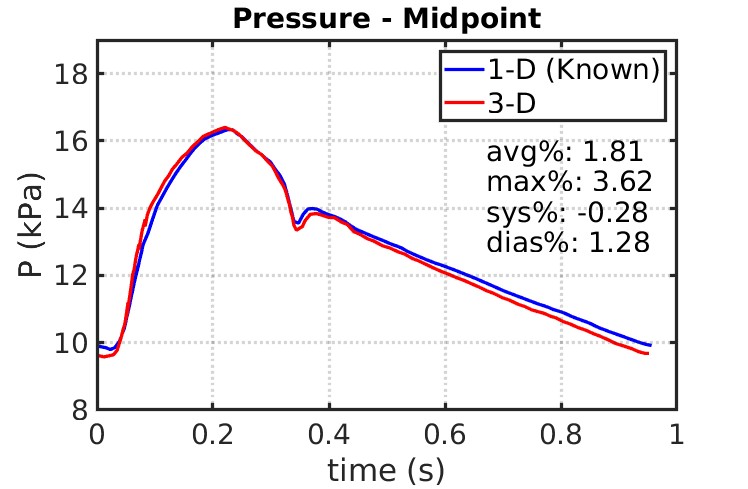 Pressure - Midpoint
18
16
14
12
10
8
P (kPa)
1-D (Known)
3-D
avg%: 1.81
max%: 3.62
sys%: -0.28
dias%: 1.28
0 0.2 0.4 0.6 0.8 1
time (s)